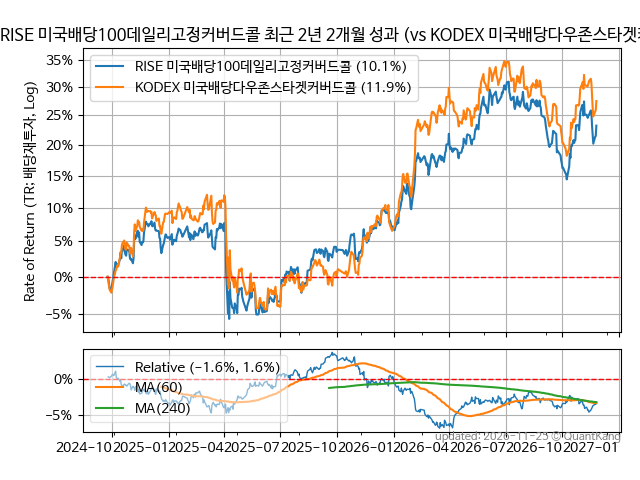 RISE 미국배당100데일리고정커버드콜 최근 2년 2개월 성과 (vs KODEX 미국배당다우존스타겟커
Rate of Return (TR: 배당재투자, Log)
35%
30%
25%
20%
15%
10%
5%
0%
−5%
RISE 미국배당100데일리고정커버드콜 (10.1%)
KODEX 미국배당다우존스타겟커버드콜 (11.9%)
0%
−5%
Relative (−1.6%, 1.6%)
MA(60)
MA(240)
updated: 2026-11-25 © QuantKang
2024-10 2025-01 2025-04 2025-07 2025-10 2026-01 2026-04 2026-07 2026-10 2027-01